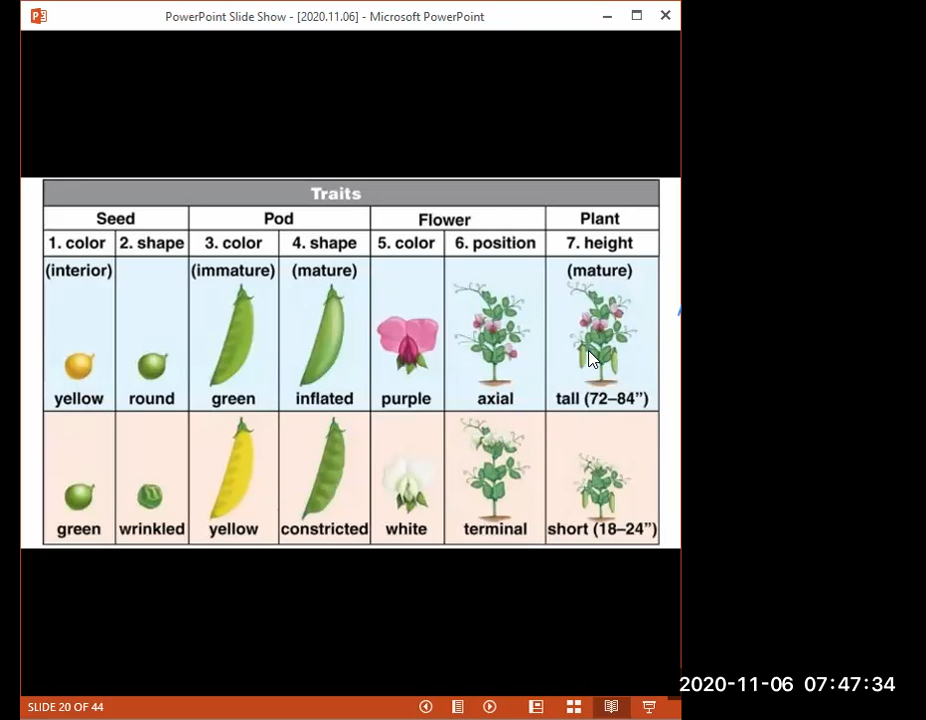 PowerPoint Slide Show - [2020.11.06] - Microsoft PowerPoint
Traits
Seed Pod Flower Plant
1. color 2. shape 3. color 4. shape 5. color 6. position 7. height
(interior) (immature) (mature) (mature)
yellow round green inflated purple axial tall (72–84”)
green wrinkled yellow constricted white terminal short (18–24”)
2020-11-06 07:47:34
SLIDE 20 OF 44